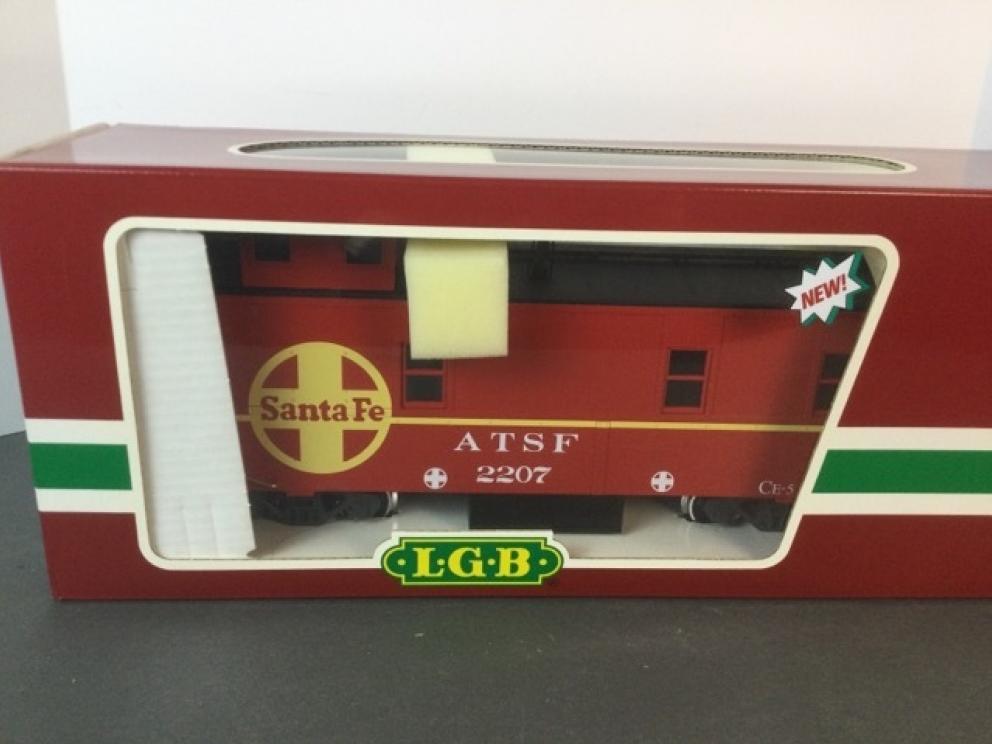 NEW!
Santa Fe
ATSF
2207
CE-5
L·G·B